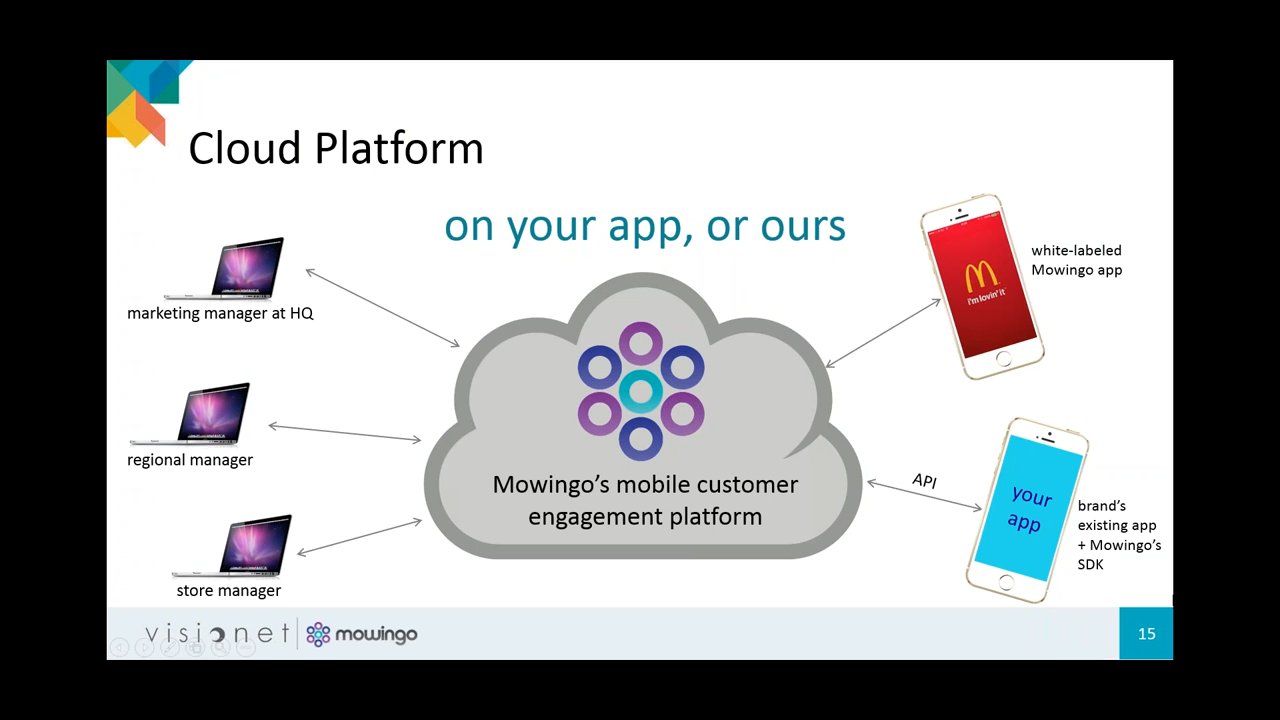 Cloud Platform
on your app, or ours
marketing manager at HQ
regional manager
store manager
Mowingo’s mobile customer
engagement platform
i'm lovin' it
white-labeled
Mowingo app
API
your
app
brand’s
existing app
+ Mowingo’s
SDK
visionet
mowingo
15